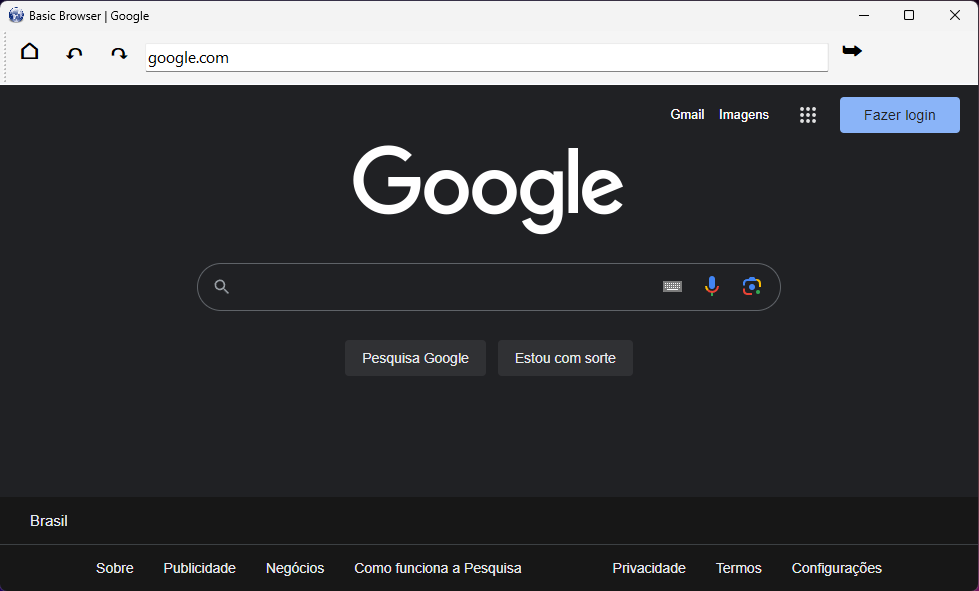 Basic Browser | Google
google.com
Gmail Imagens Fazer login
Google
Pesquisa Google Estou com sorte
Brasil
Sobre Publicidade Negócios Como funciona a Pesquisa Privacidade Termos Configurações